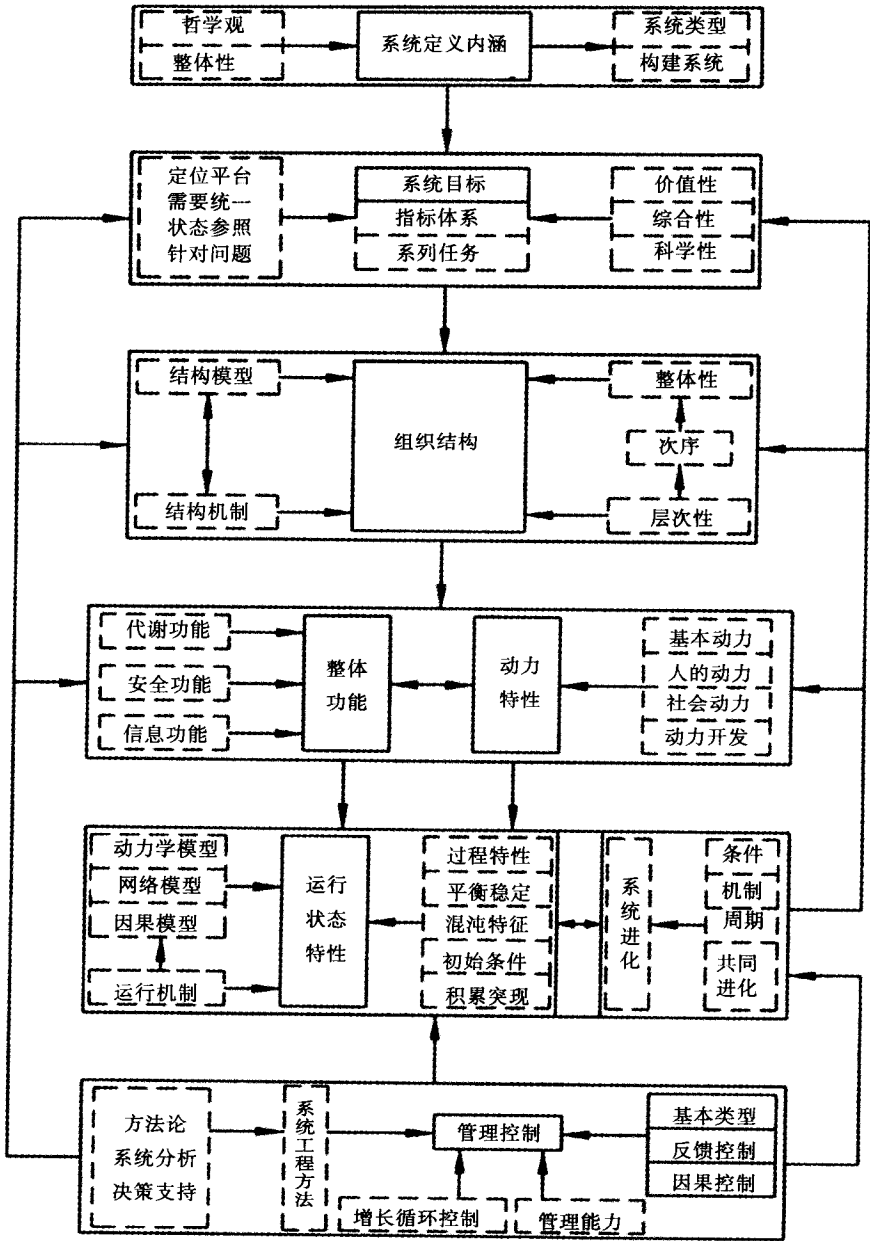 哲学观
整体性
系统定义内涵
系统类型
构建系统
定位平台
需要统一
状态参照
针对问题
系统目标
指标体系
系列任务
价值性
综合性
科学性
结构模型
结构机制
组织结构
整体性
次序
层次性
代谢功能
安全功能
信息功能
整体
功能
动力
特性
基本动力
人的动力
社会动力
动力开发
动力学模型
网络模型
因果模型
运行机制
运行
状态
特性
过程特性
平衡稳定
混沌特征
初始条件
积累突现
系统进化
条件
机制
周期
共同
进化
方法论
系统分析
决策支持
系统工程方法
管理控制
基本类型
反馈控制
因果控制
增长循环控制
管理能力